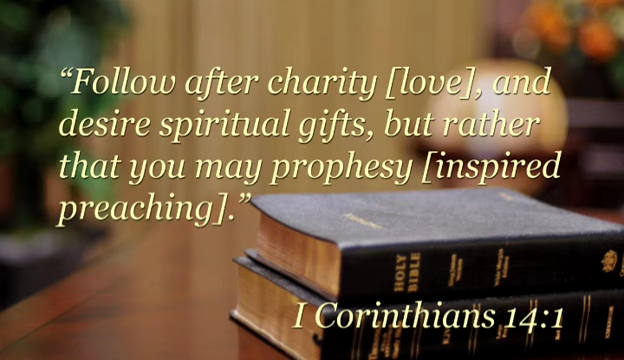 “Follow after charity [love], and
desire spiritual gifts, but rather
that you may prophesy [inspired
preaching].”
HOLY
BIBLE
I Corinthians 14:1